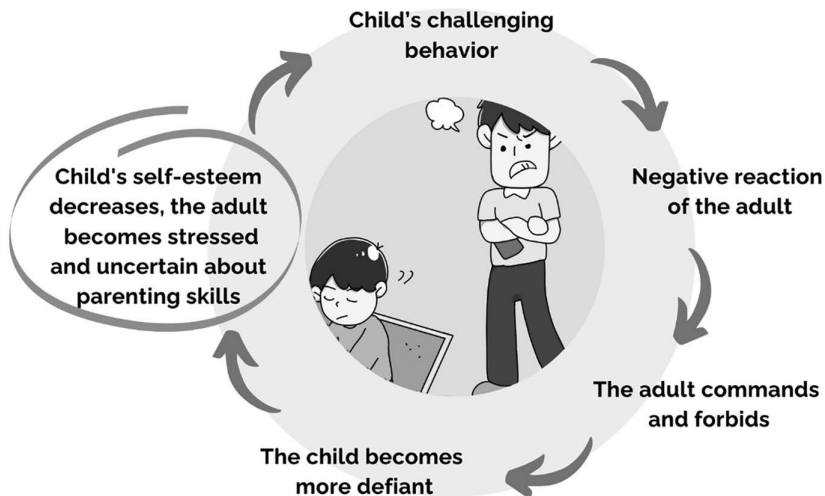 Child’s challenging
behavior
Negative reaction
of the adult
The adult commands
and forbids
The child becomes
more defiant
Child's self-esteem
decreases, the adult
becomes stressed
and uncertain about
parenting skills